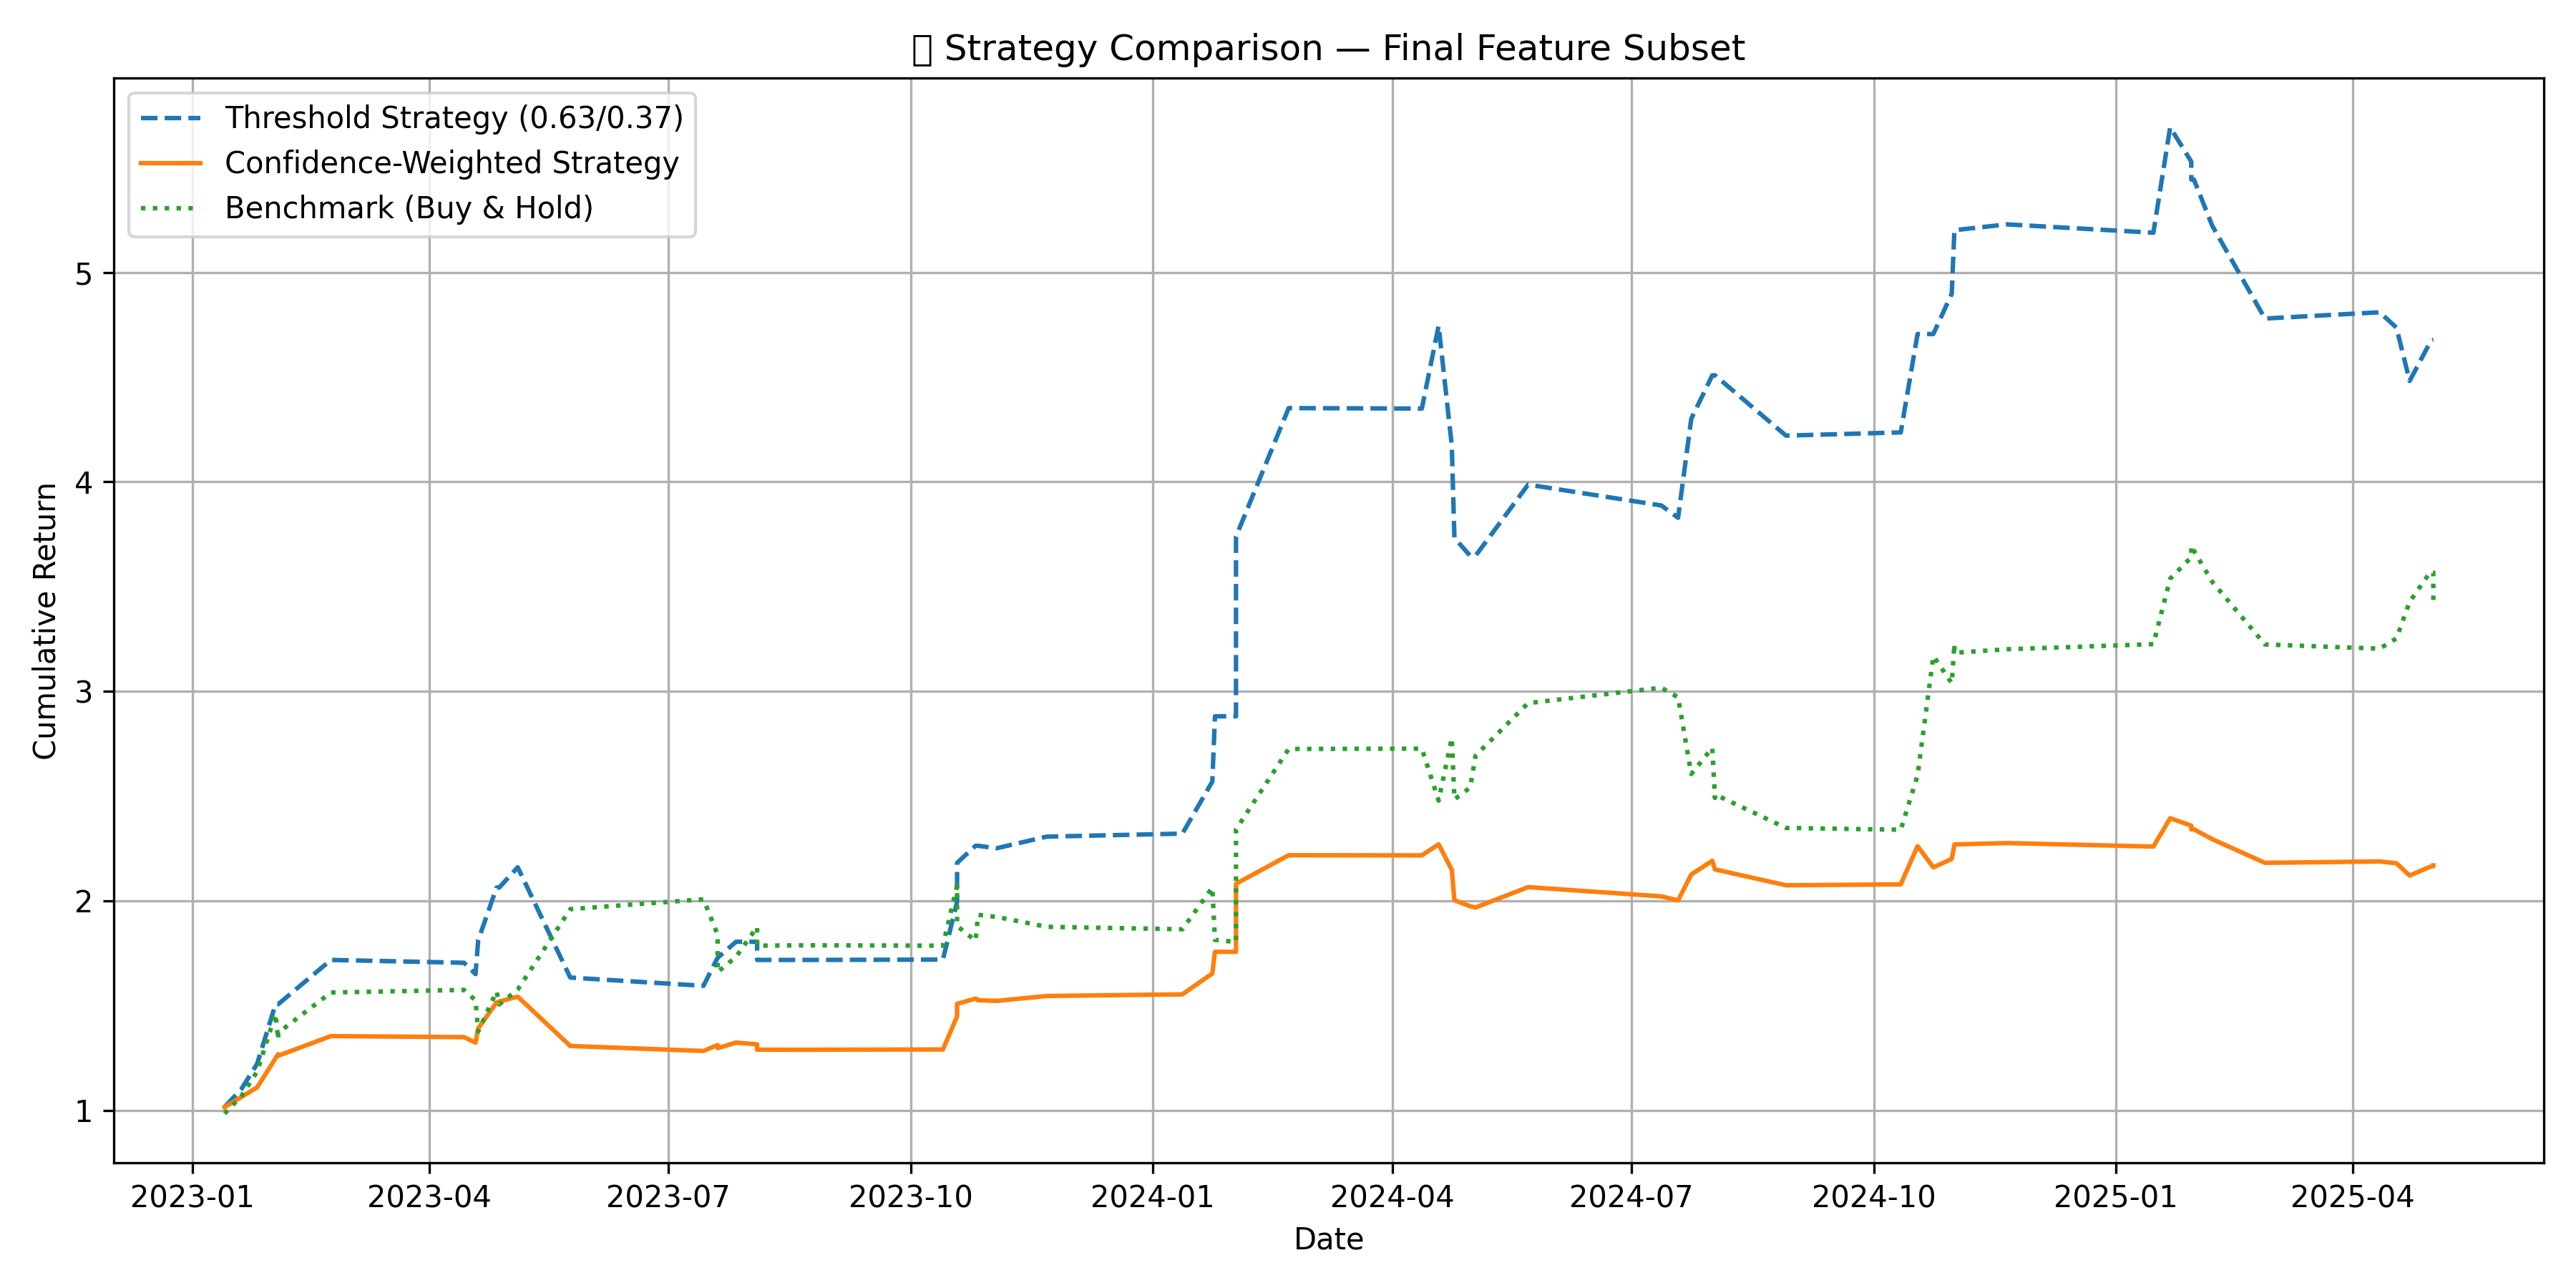 Strategy Comparison — Final Feature Subset
Threshold Strategy (0.63/0.37)
Confidence-Weighted Strategy
Benchmark (Buy & Hold)
Cumulative Return
5
4
3
2
1
2023-01 2023-04 2023-07 2023-10 2024-01 2024-04 2024-07 2024-10 2025-01 2025-04
Date